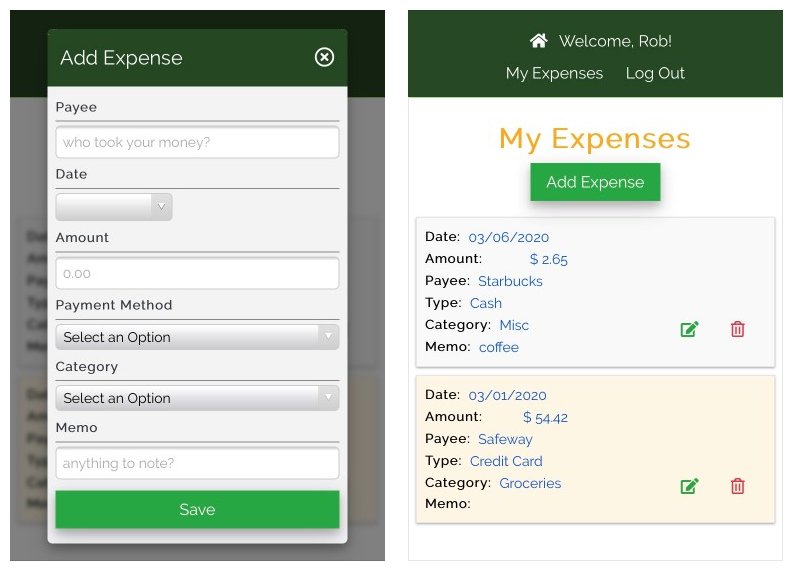 Add Expense
Payee
who took your money?
Date
Amount
0.00
Payment Method
Select an Option
Category
Select an Option
Memo
anything to note?
Save
Welcome, Rob!
My Expenses Log Out
My Expenses
Add Expense
Date: 03/06/2020
Amount: $ 2.65
Payee: Starbucks
Type: Cash
Category: Misc
Memo: coffee
Date: 03/01/2020
Amount: $ 54.42
Payee: Safeway
Type: Credit Card
Category: Groceries
Memo: